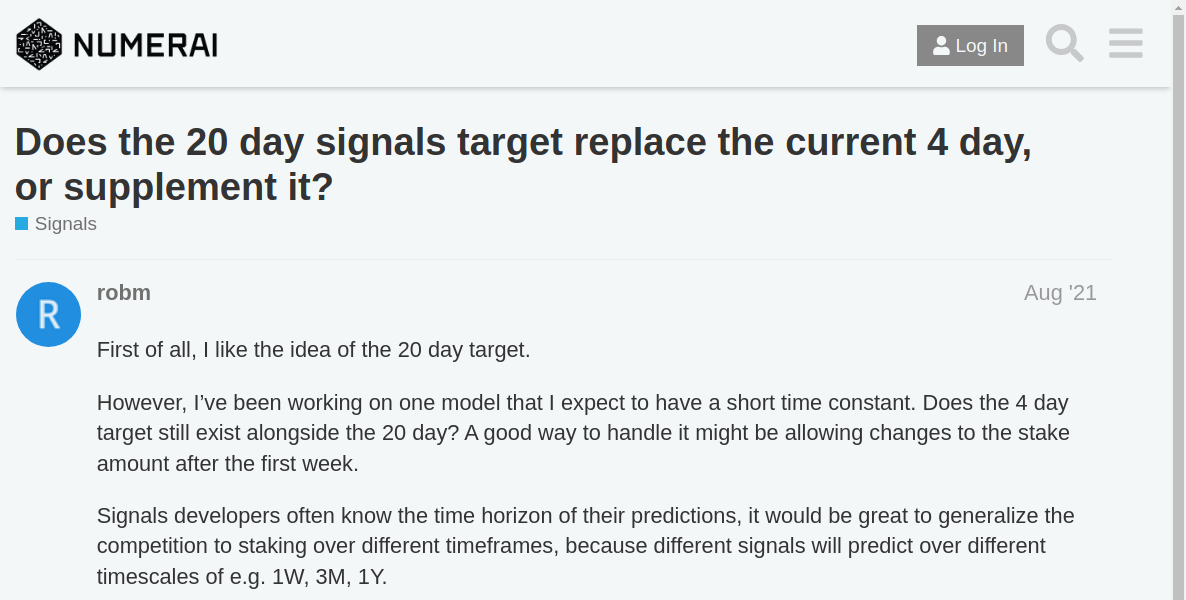 NUMERAI
Log In
Does the 20 day signals target replace the current 4 day,
or supplement it?
Signals
R
robm
Aug '21
First of all, I like the idea of the 20 day target.
However, I’ve been working on one model that I expect to have a short time constant. Does the 4 day
target still exist alongside the 20 day? A good way to handle it might be allowing changes to the stake
amount after the first week.
Signals developers often know the time horizon of their predictions, it would be great to generalize the
competition to staking over different timeframes, because different signals will predict over different
timescales of e.g. 1W, 3M, 1Y.